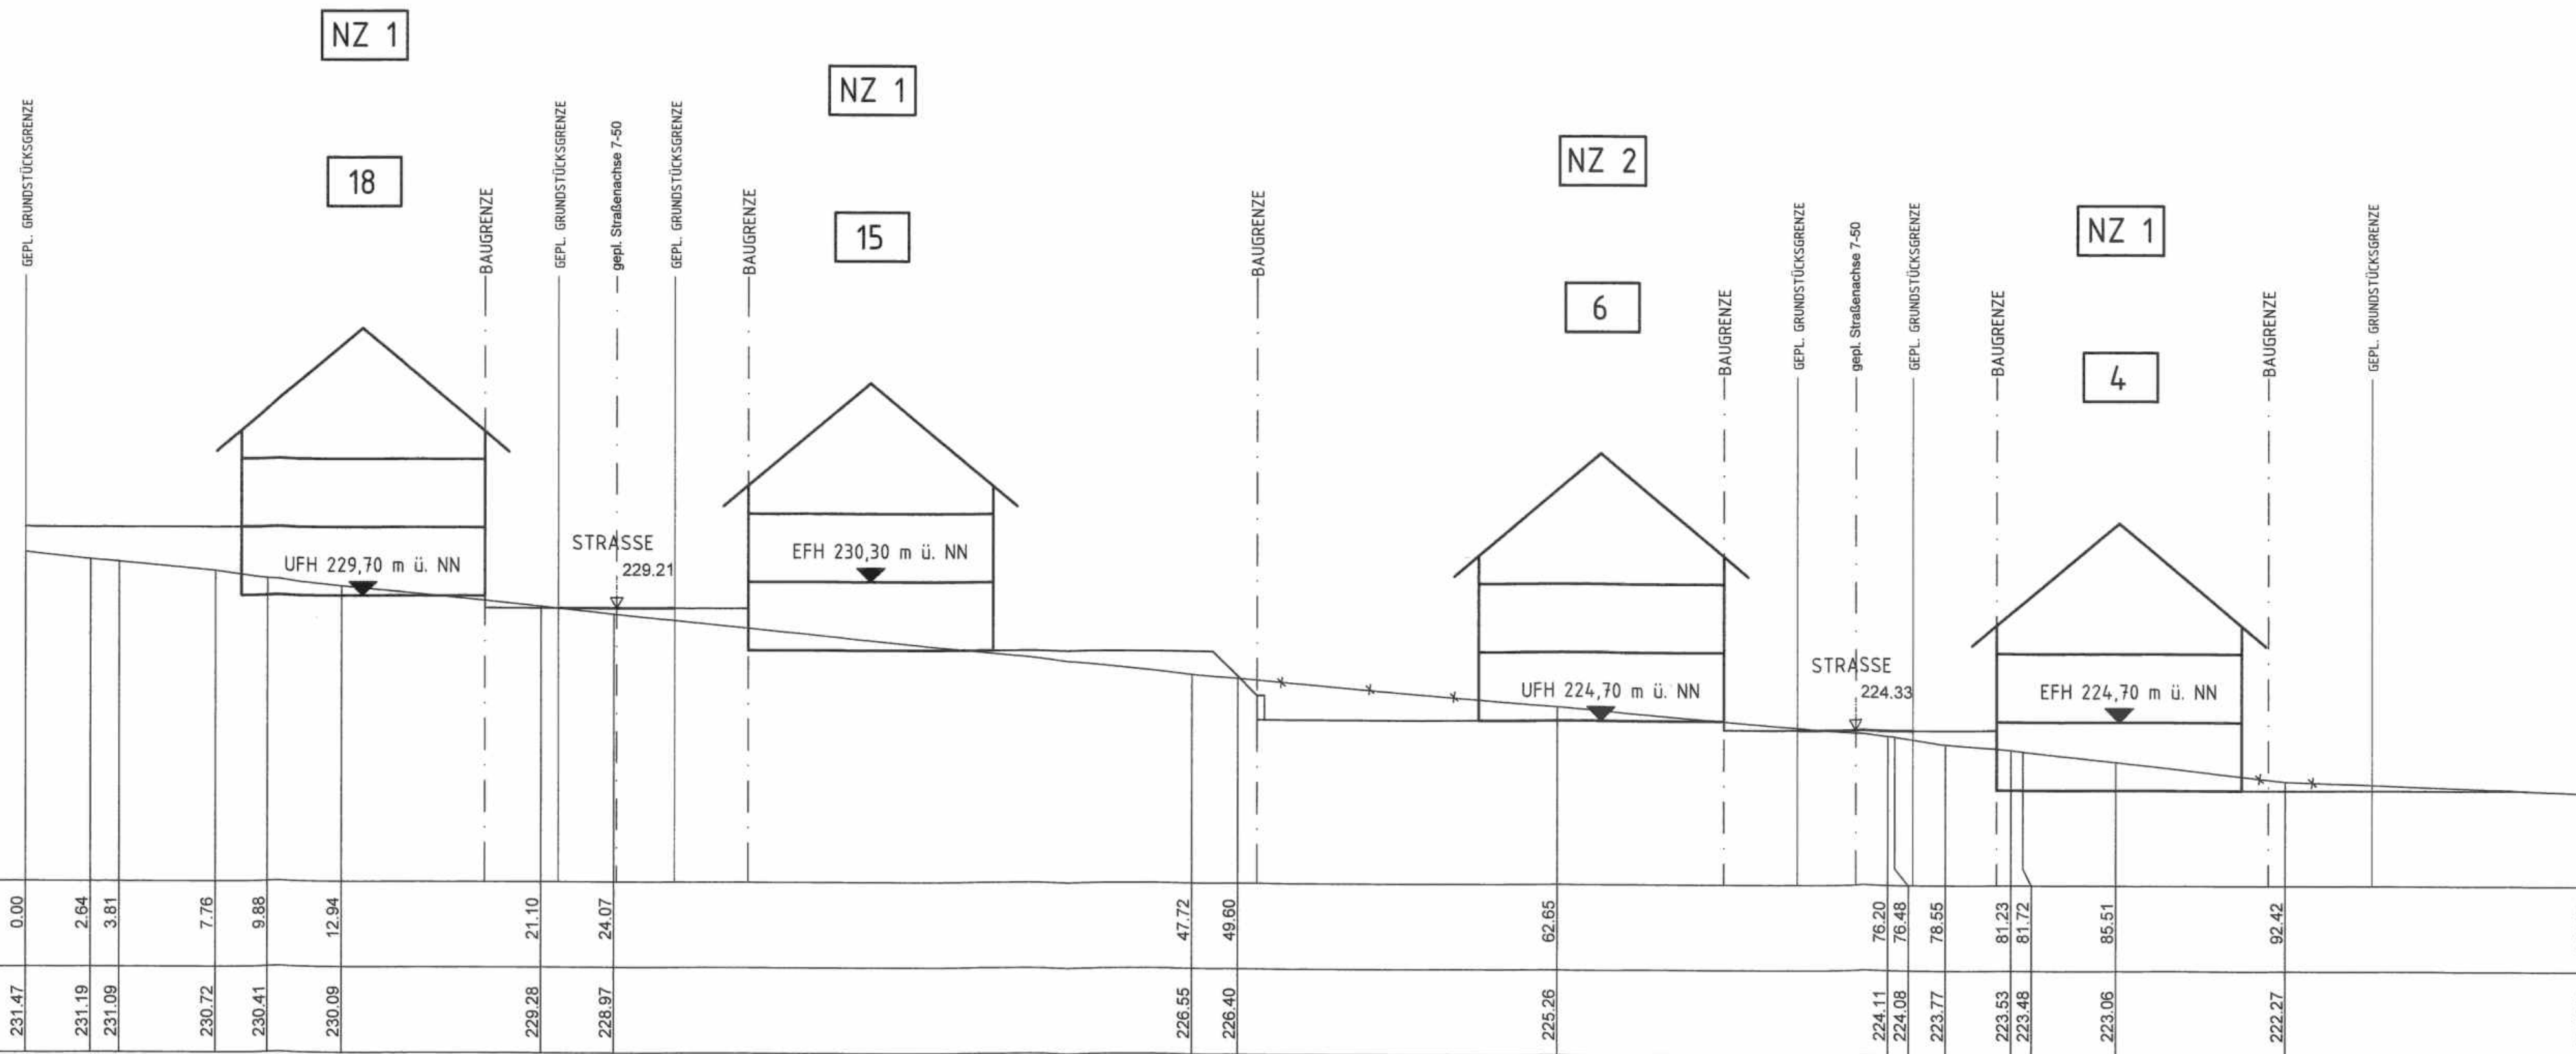 NZ 1
NZ 1
NZ 2
NZ 1
18
15
6
4
GEPL. GRUNDSTÜCKSGRENZE
BAUGRENZE
GEPL. GRUNDSTÜCKSGRENZE
gepl. Straßenachse 7-50
GEPL. GRUNDSTÜCKSGRENZE
BAUGRENZE
BAUGRENZE
BAUGRENZE
GEPL. GRUNDSTÜCKSGRENZE
gepl. Straßenachse 7-50
GEPL. GRUNDSTÜCKSGRENZE
BAUGRENZE
BAUGRENZE
GEPL. GRUNDSTÜCKSGRENZE
UFH 229,70 m ü. NN
STRASSE
229.21
EFH 230,30 m ü. NN
UFH 224,70 m ü. NN
STRASSE
224.33
EFH 224,70 m ü. NN
0.00
2.64
3.81
7.76
9.88
12.94
21.10
24.07
47.72
49.60
62.65
76.20
76.48
78.55
81.23
81.72
85.51
92.42
231.47
231.19
231.09
230.72
230.41
230.09
229.28
228.97
226.55
226.40
225.26
224.11
224.08
223.77
223.53
223.48
223.06
222.27